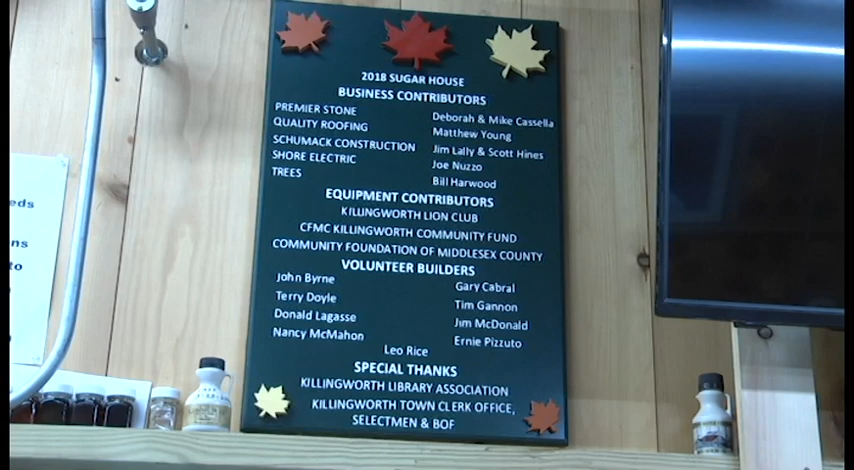 2018 SUGAR HOUSE
BUSINESS CONTRIBUTORS
PREMIER STONE Deborah & Mike Cassella
QUALITY ROOFING Matthew Young
SCHUMACK CONSTRUCTION Jim Lally & Scott Hines
SHORE ELECTRIC Joe Nuzzo
TREES Bill Harwood
EQUIPMENT CONTRIBUTORS
KILLINGWORTH LION CLUB
CFMC KILLINGWORTH COMMUNITY FUND
COMMUNITY FOUNDATION OF MIDDLESEX COUNTY
VOLUNTEER BUILDERS
John Byrne Gary Cabral
Terry Doyle Tim Gannon
Donald Lagasse Jim McDonald
Nancy McMahon Ernie Pizzuto
Leo Rice
SPECIAL THANKS
KILLINGWORTH LIBRARY ASSOCIATION
KILLINGWORTH TOWN CLERK OFFICE,
SELECTMEN & BOF
eds
ns
to